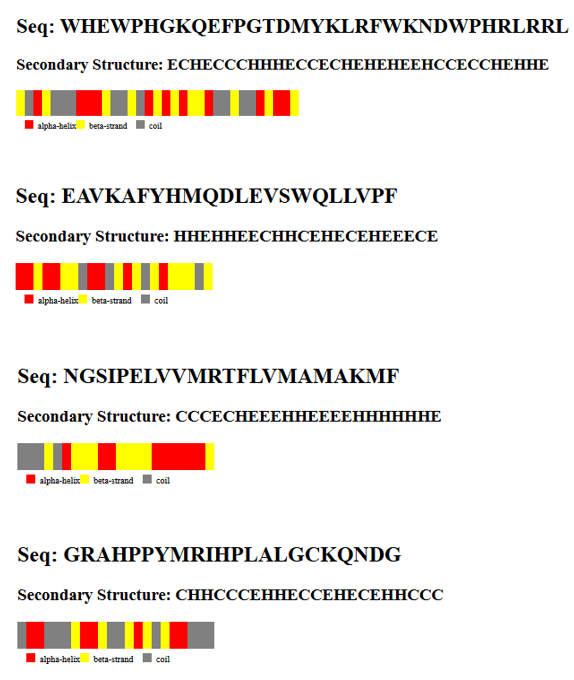 Seq: WHEWPHGKQEFPGTDMYKLRFWKNDWPHRLRRL
Secondary Structure: ECHECCCHHHECCECHEHEHEEHCCECCHEHHE
alpha-helix beta-strand coil
Seq: EAVKAFYHMQDLEVSWQLLVPF
Secondary Structure: HHEHHEECHHCEHECEHEEECE
alpha-helix beta-strand coil
Seq: NGSIPELVVMRTFLVMAMAKMF
Secondary Structure: CCCECHEEEHHEEEEHHHHHHE
alpha-helix beta-strand coil
Seq: GRAHPPYMRIHPLALGCKQNDG
Secondary Structure: CHHCCCEHHECCEHECEHHCCC
alpha-helix beta-strand coil